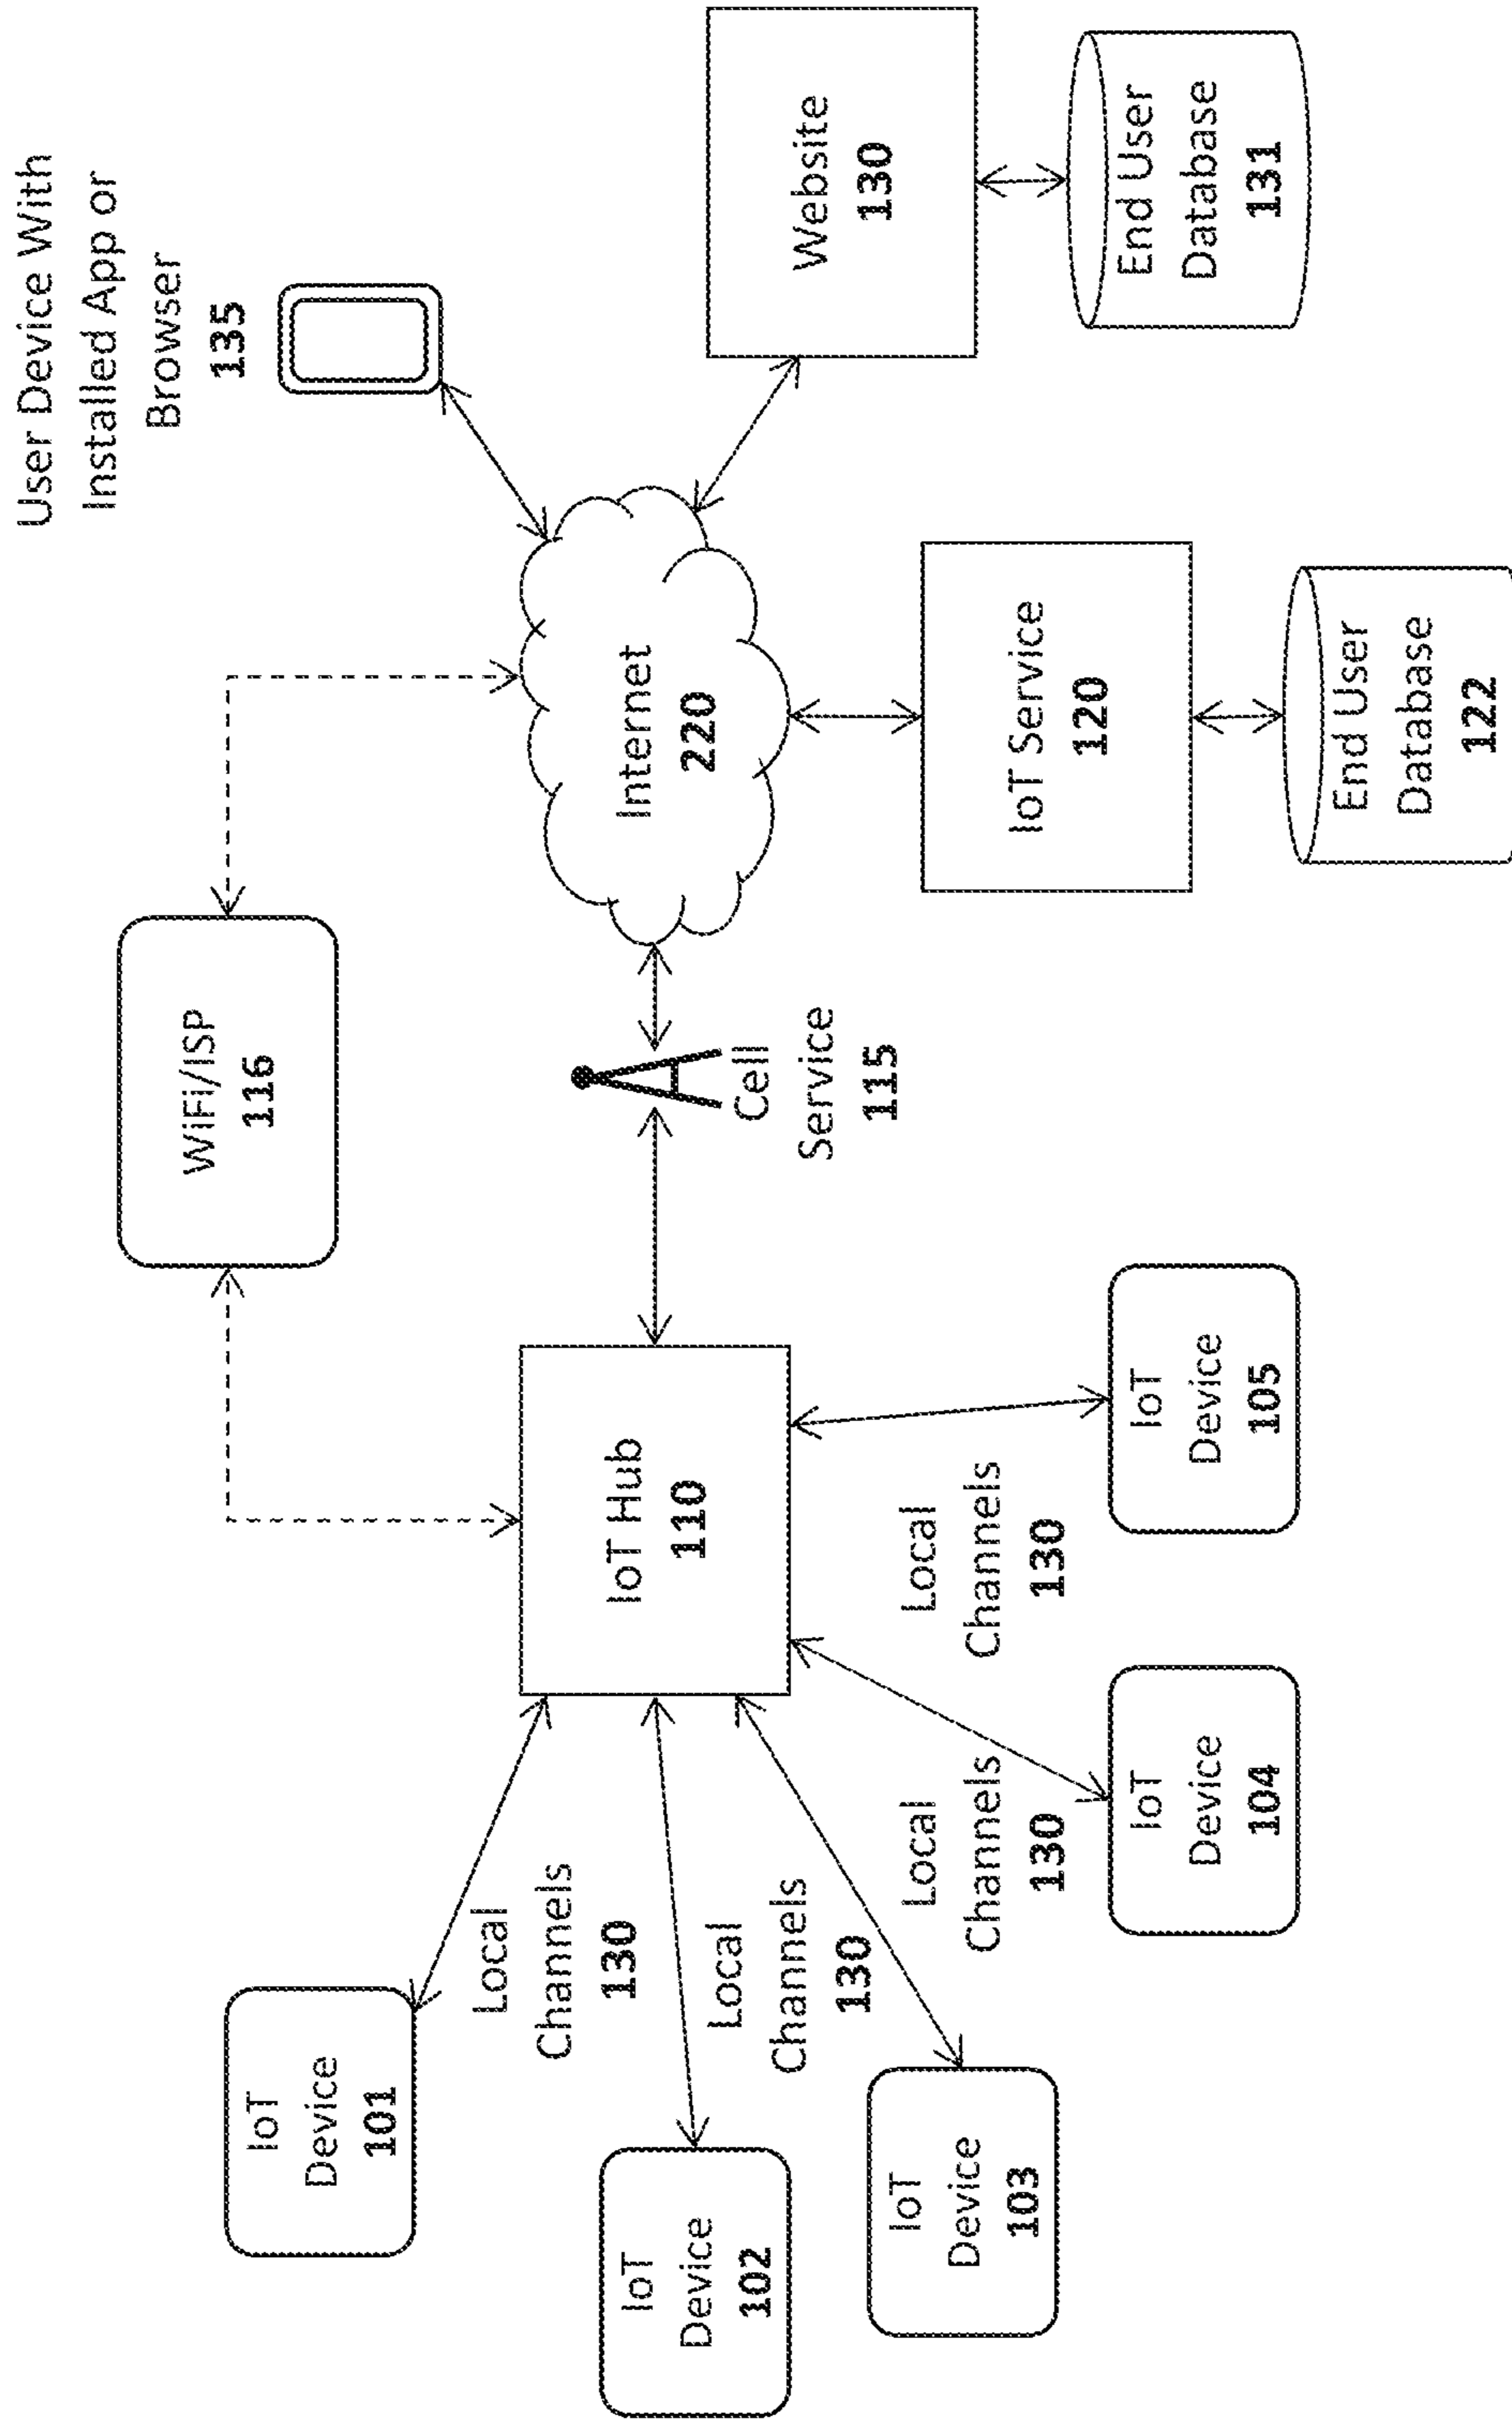 User Device With
Installed App or
Browser
135
WiFi/ISP
116
IoT
Device
101
Local
Channels
130
IoT
Device
102
Local
Channels
130
IoT
Device
103
IoT Hub
110
Cell
Service
115
Internet
220
Website
130
End User
Database
131
Local
Channels
130
IoT
Device
104
Local
Channels
130
IoT
Device
105
IoT Service
120
End User
Database
122